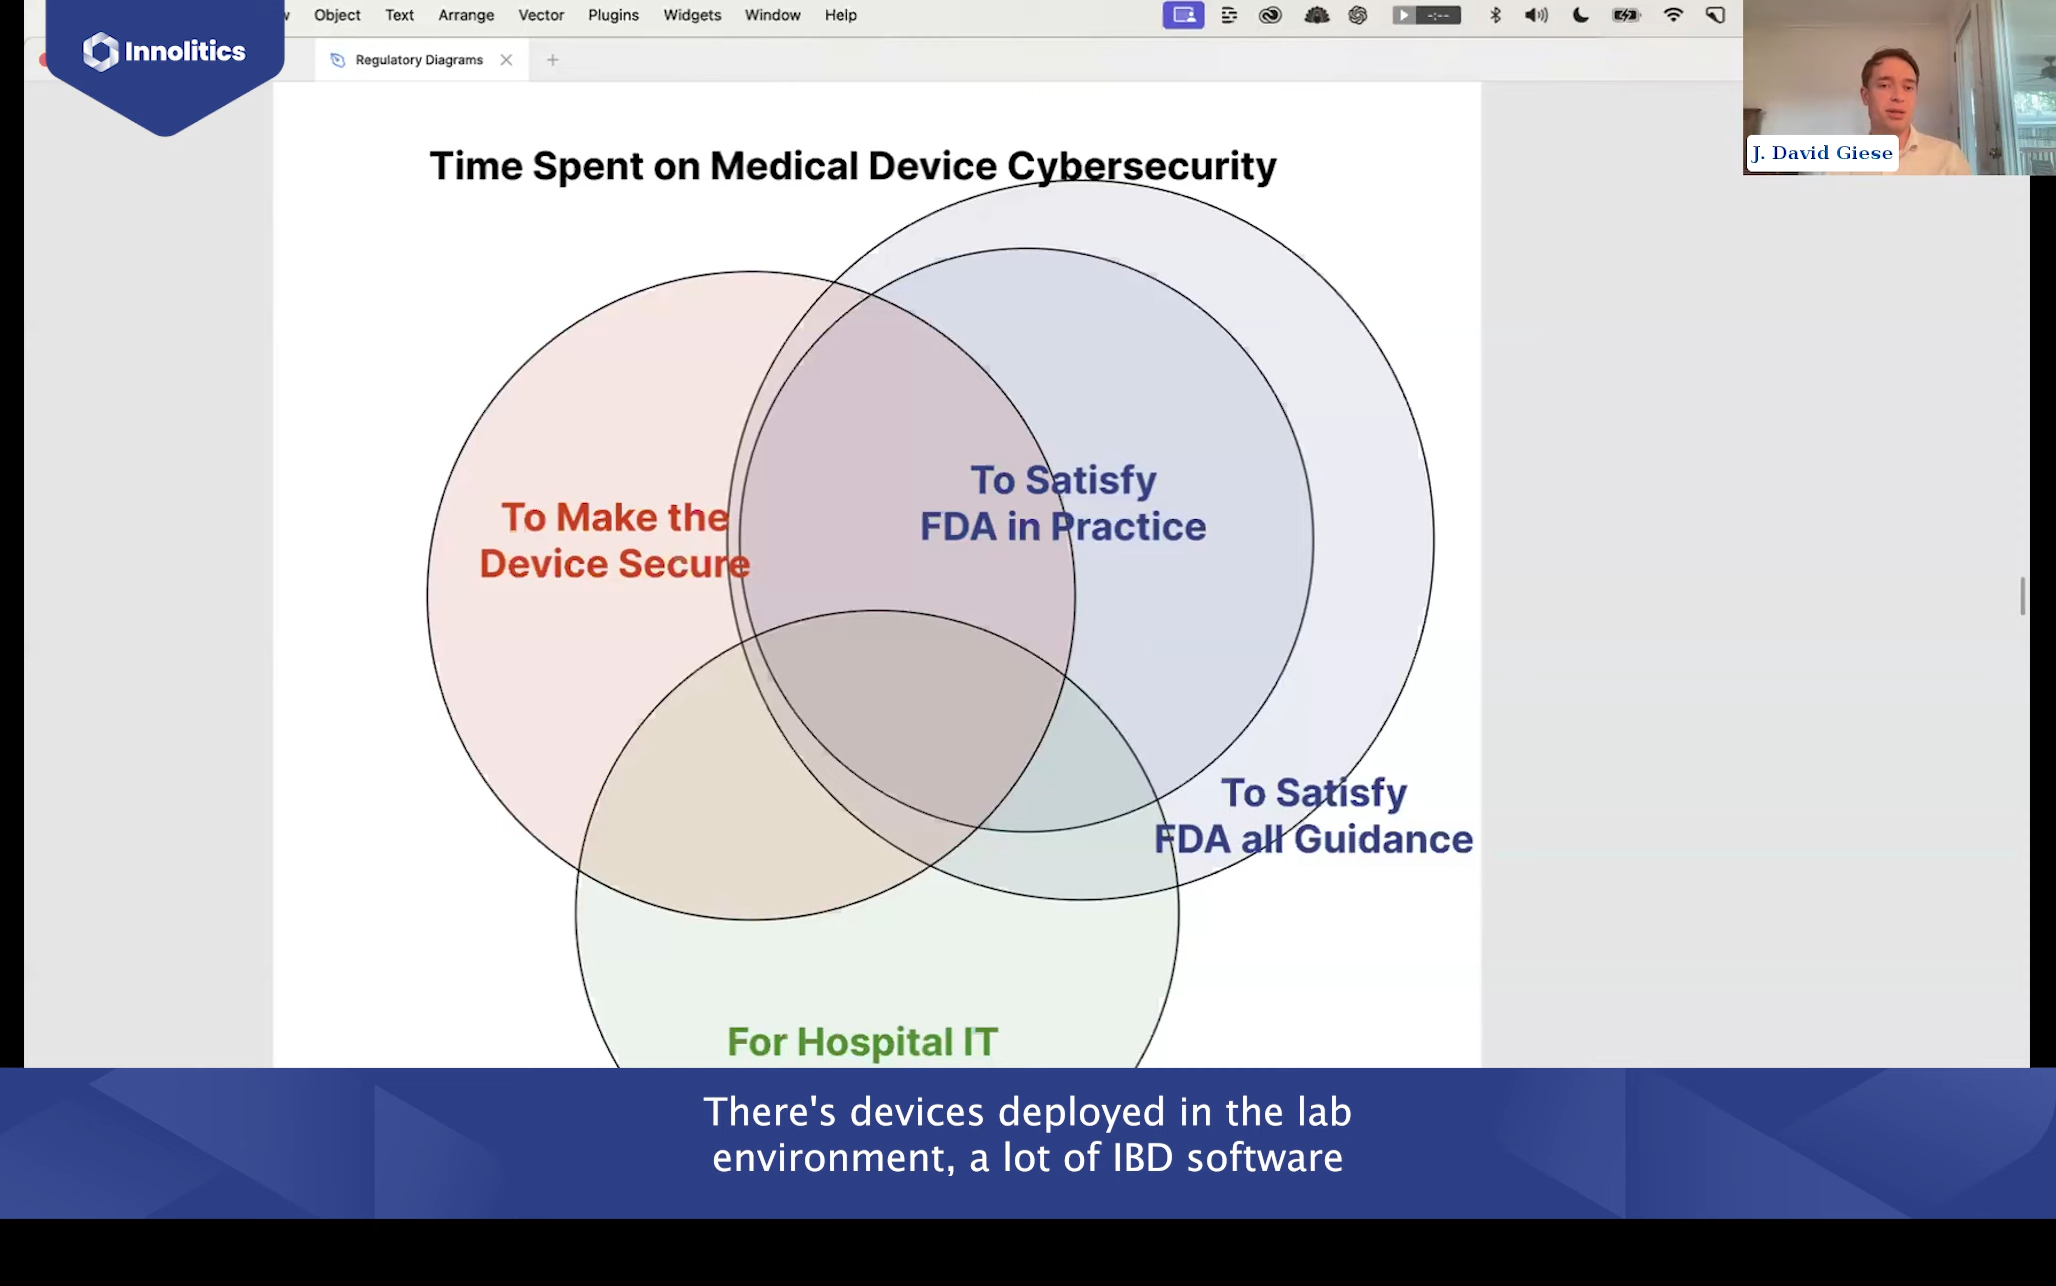 Object Text Arrange Vector Plugins Widgets Window Help
Innolitics
Regulatory Diagrams
J. David Giese
Time Spent on Medical Device Cybersecurity
To Satisfy
FDA in Practice
To Make the
Device Secure
To Satisfy
FDA all Guidance
For Hospital IT
There's devices deployed in the lab
environment, a lot of IBD software